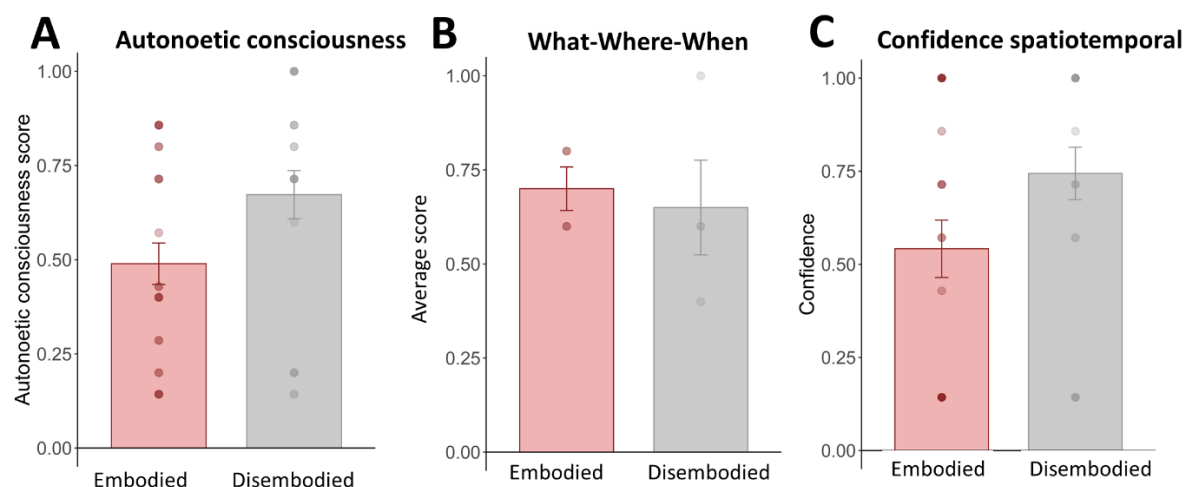 A
Autonoetic consciousness
Autonoetic consciousness score
1.00
0.75
0.50
0.25
0.00
Embodied
Disembodied
B
What-Where-When
Average score
1.00
0.75
0.50
0.25
0.00
Embodied
Disembodied
C
Confidence spatiotemporal
Confidence
1.00
0.75
0.50
0.25
0.00
Embodied
Disembodied